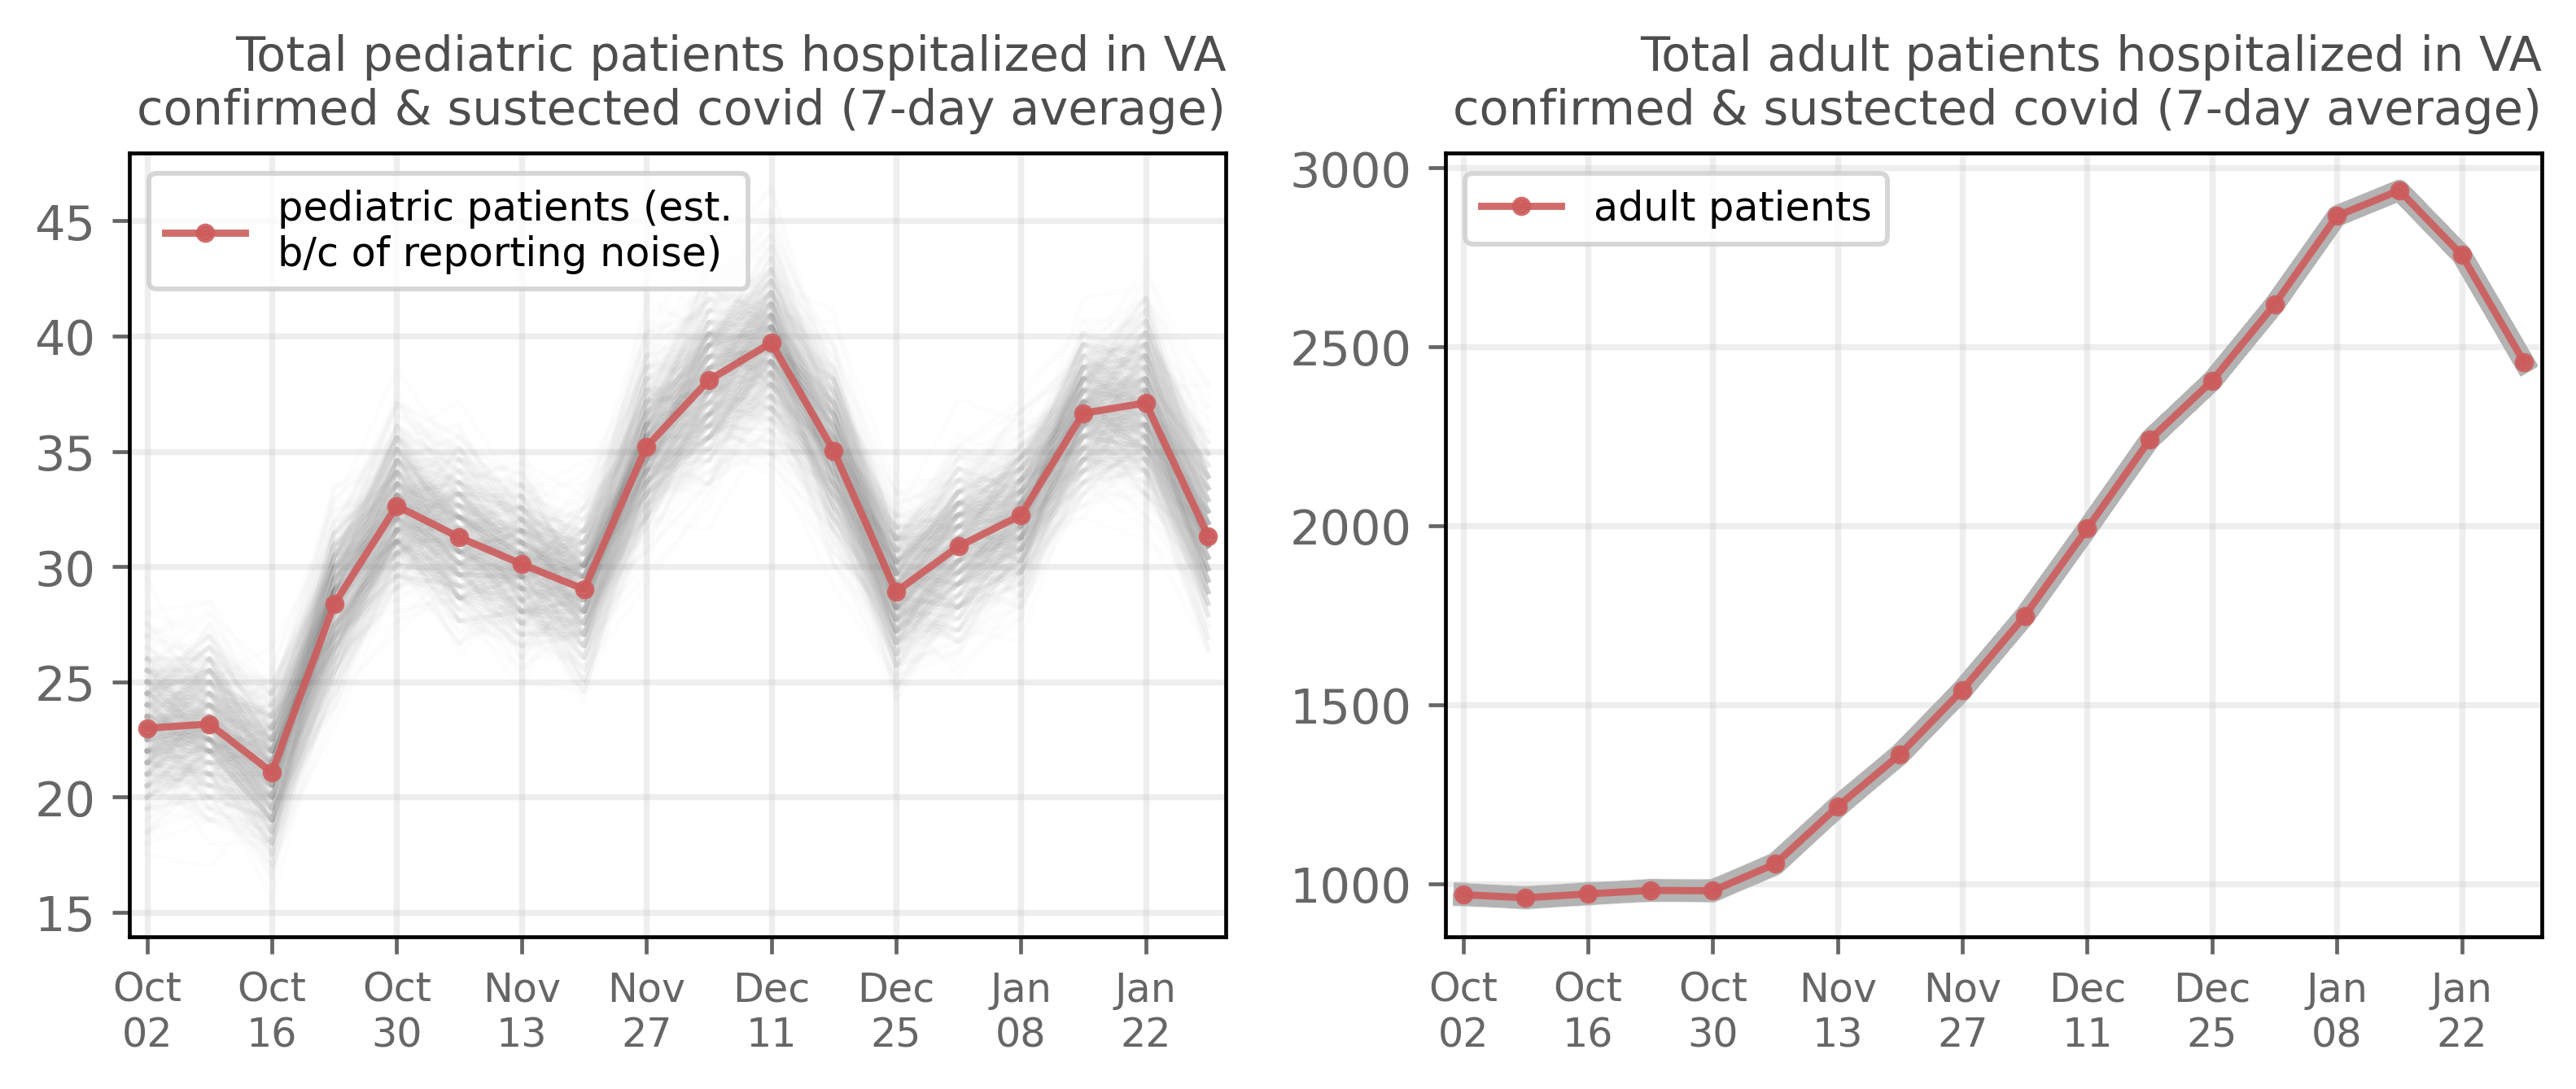 Total pediatric patients hospitalized in VA
confirmed & sustected covid (7-day average)
pediatric patients (est.
b/c of reporting noise)
45
40
35
30
25
20
15
Oct 02
Oct 16
Oct 30
Nov 13
Nov 27
Dec 11
Dec 25
Jan 08
Jan 22
Total adult patients hospitalized in VA
confirmed & sustected covid (7-day average)
adult patients
3000
2500
2000
1500
1000
Oct 02
Oct 16
Oct 30
Nov 13
Nov 27
Dec 11
Dec 25
Jan 08
Jan 22